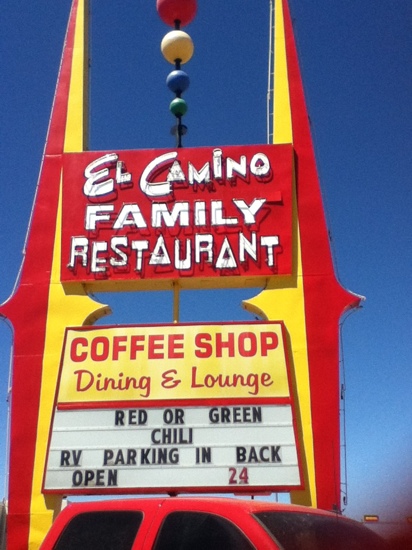 El Camino
FAMILY
RESTAURANT
COFFEE SHOP
Dining & Lounge
RED OR GREEN
CHILI
RV PARKING IN BACK
OPEN 24